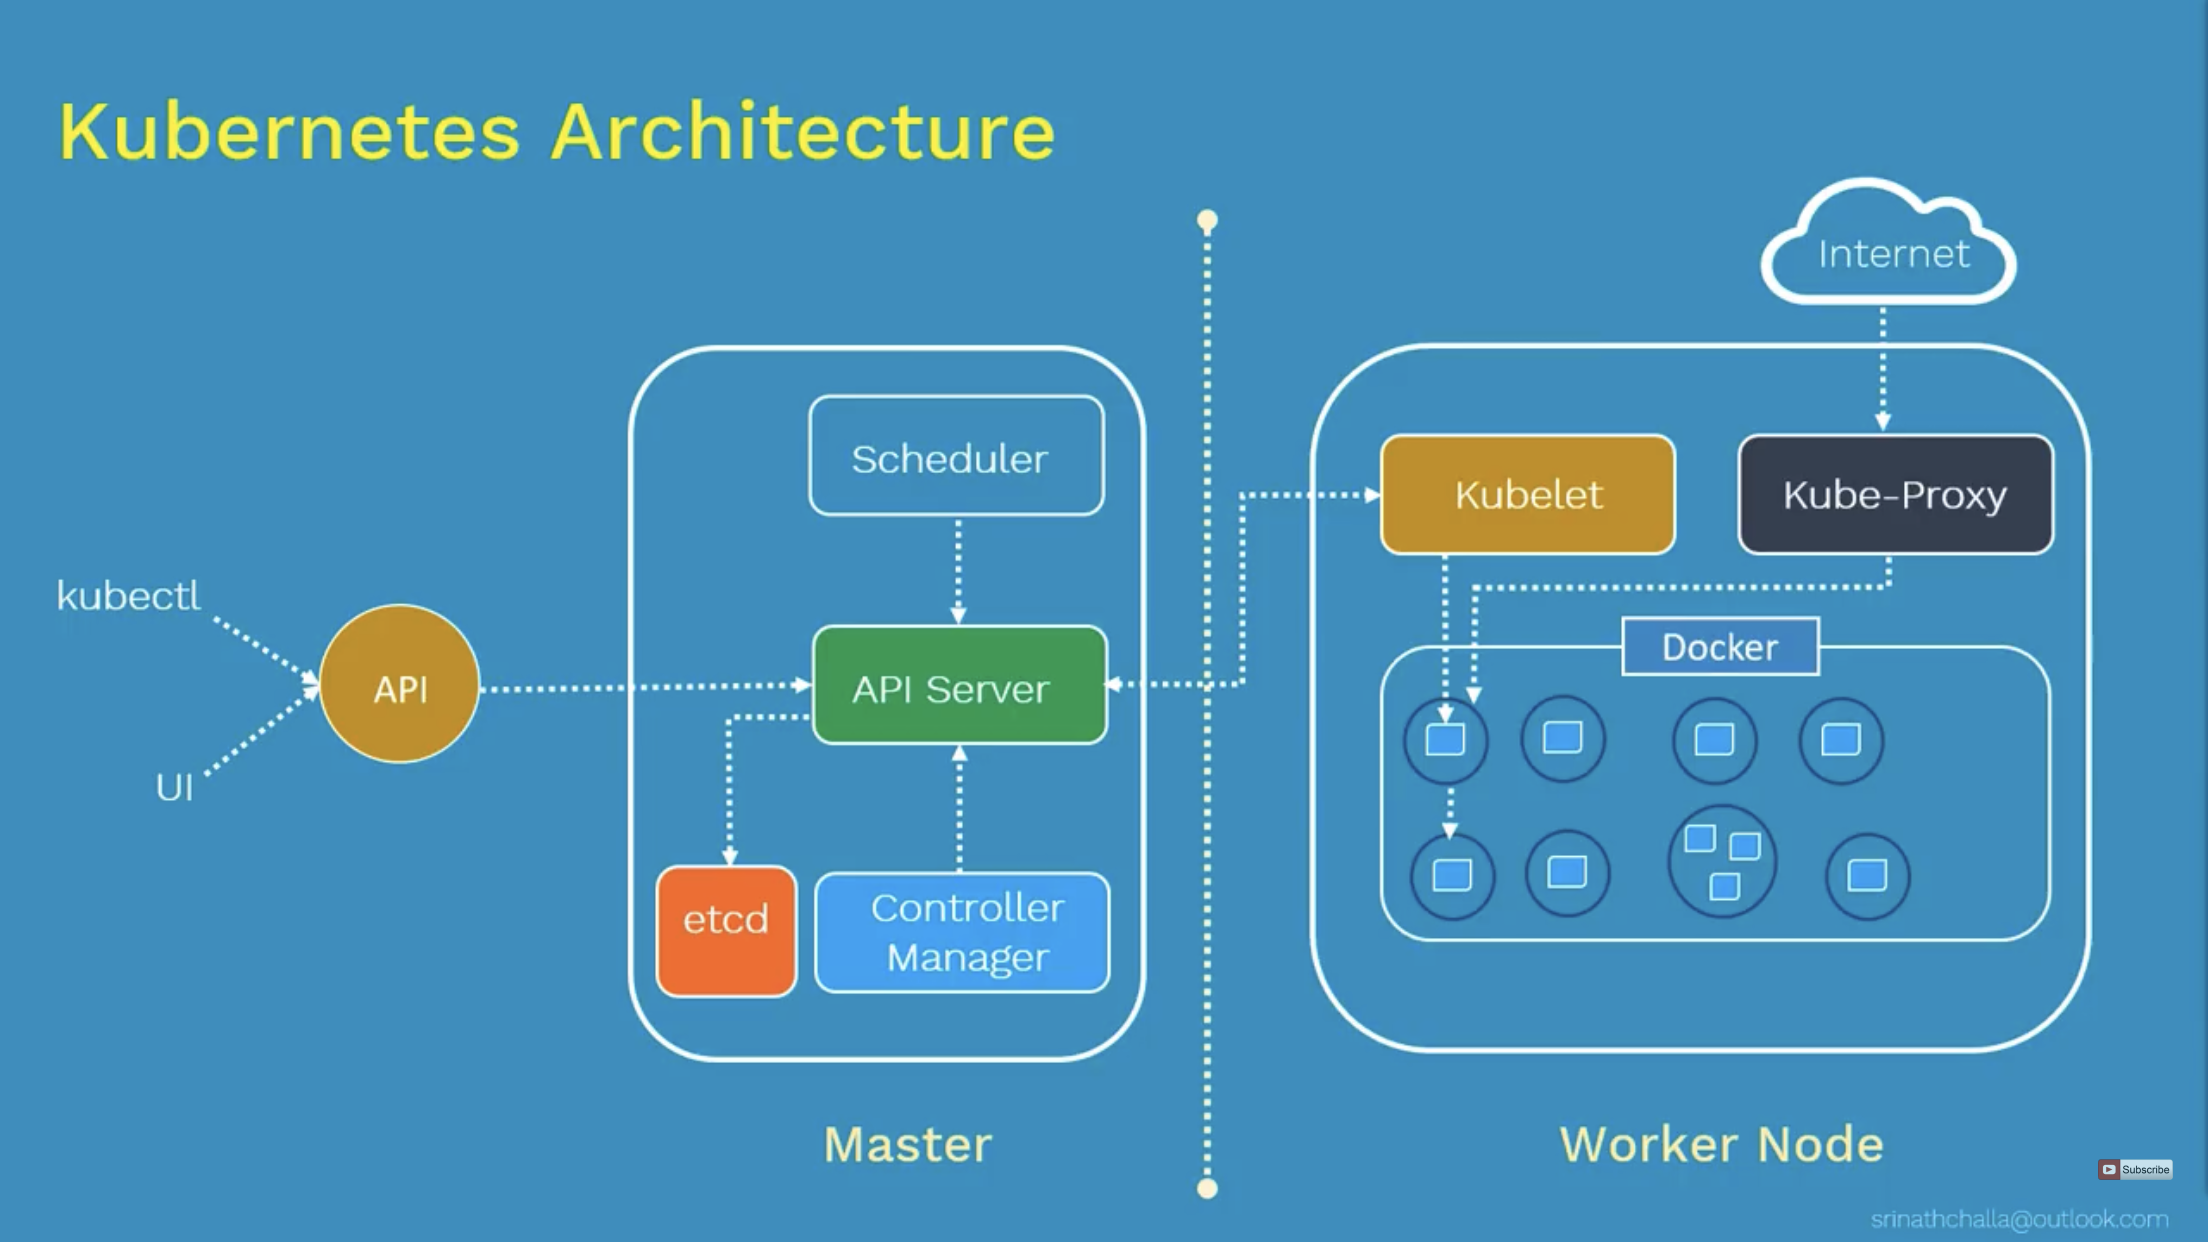 Kubernetes Architecture
Internet
Scheduler
Kubelet
Kube-Proxy
kubectl
API
API Server
UI
Docker
etcd
Controller
Manager
Master
Worker Node
Subscribe
srinathchalla@outlook.com